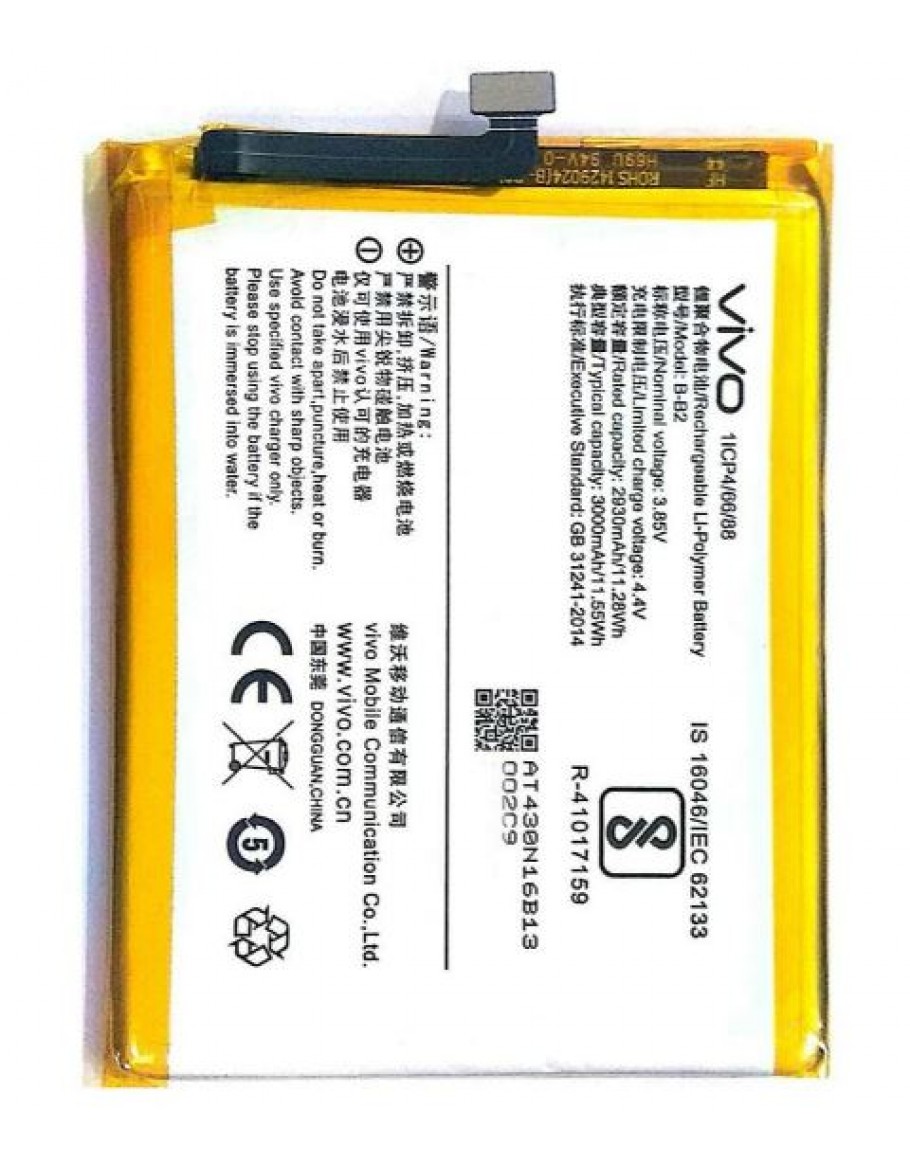 HF 44
ROHS1429024(B-
H69U 94V-0
vivo 1ICP4/66/88
锂聚合物电池/Rechargeable Li-Polymer Battery
型号/Model: B-B2
标称电压/Nominal voltage: 3.85V
充电限制电压/Limited charge voltage: 4.4V
额定容量/Rated capacity: 2930mAh/11.28Wh
典型容量/Typical capacity: 3000mAh/11.55Wh
执行标准/Executive Standard: GB 31241-2014
IS 16046/IEC 62133
R-41017159
AT430N16B13
002C9
警示语/Warning:
严禁拆卸,挤压,加热或燃烧电池
严禁用尖锐物碰触电池
仅可使用vivo认可的充电器
电池浸水后禁止使用
Do not take apart,puncture,heat or burn.
Avoid contact with sharp objects.
Use specified vivo charger only.
Please stop using the battery if the
battery is immersed into water.
维沃移动通信有限公司
vivo Mobile Communication Co.,Ltd.
www.vivo.com.cn
中国东莞 DONGGUAN,CHINA
CE
5